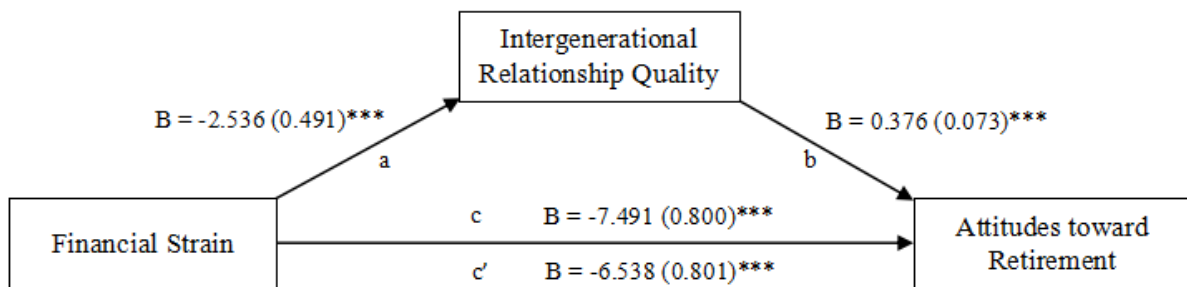 Intergenerational
Relationship Quality
B = -2.536 (0.491)***
B = 0.376 (0.073)***
a
b
Financial Strain
c B = -7.491 (0.800)***
c′ B = -6.538 (0.801)***
Attitudes toward
Retirement